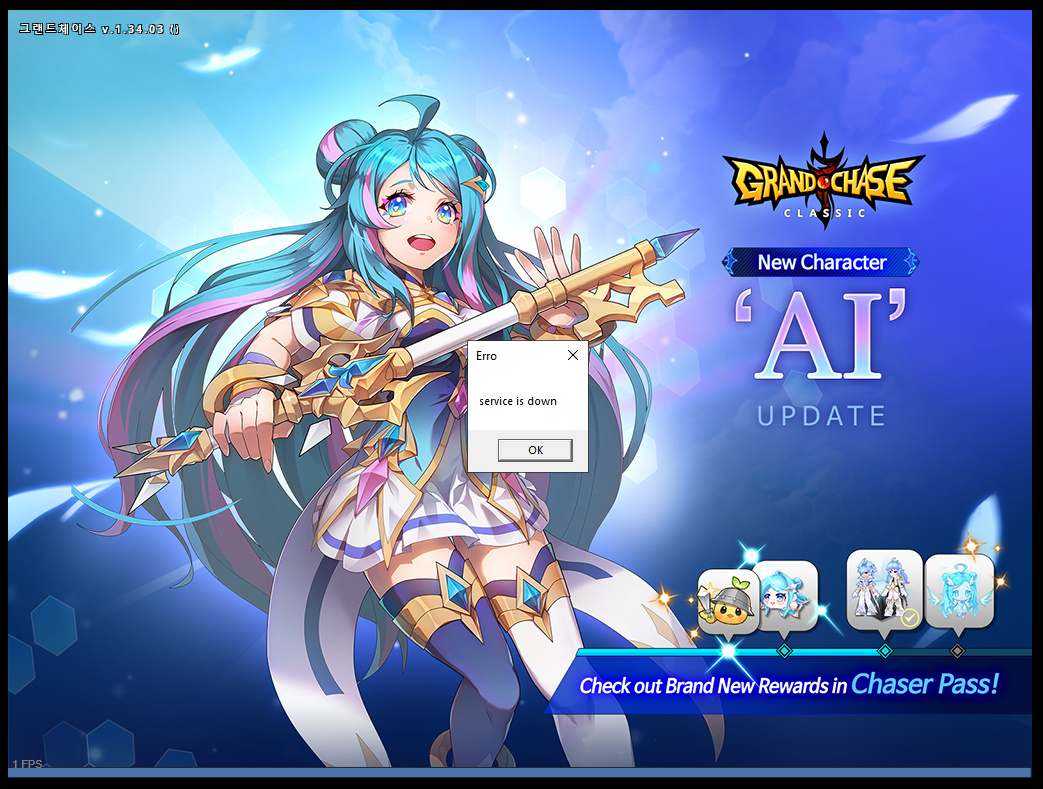 그랜드체이스 v.1.34.03 ()
GRAND CHASE
CLASSIC
New Character
'AI'
UPDATE
Erro
service is down
OK
Check out Brand New Rewards in Chaser Pass!
1 FPS